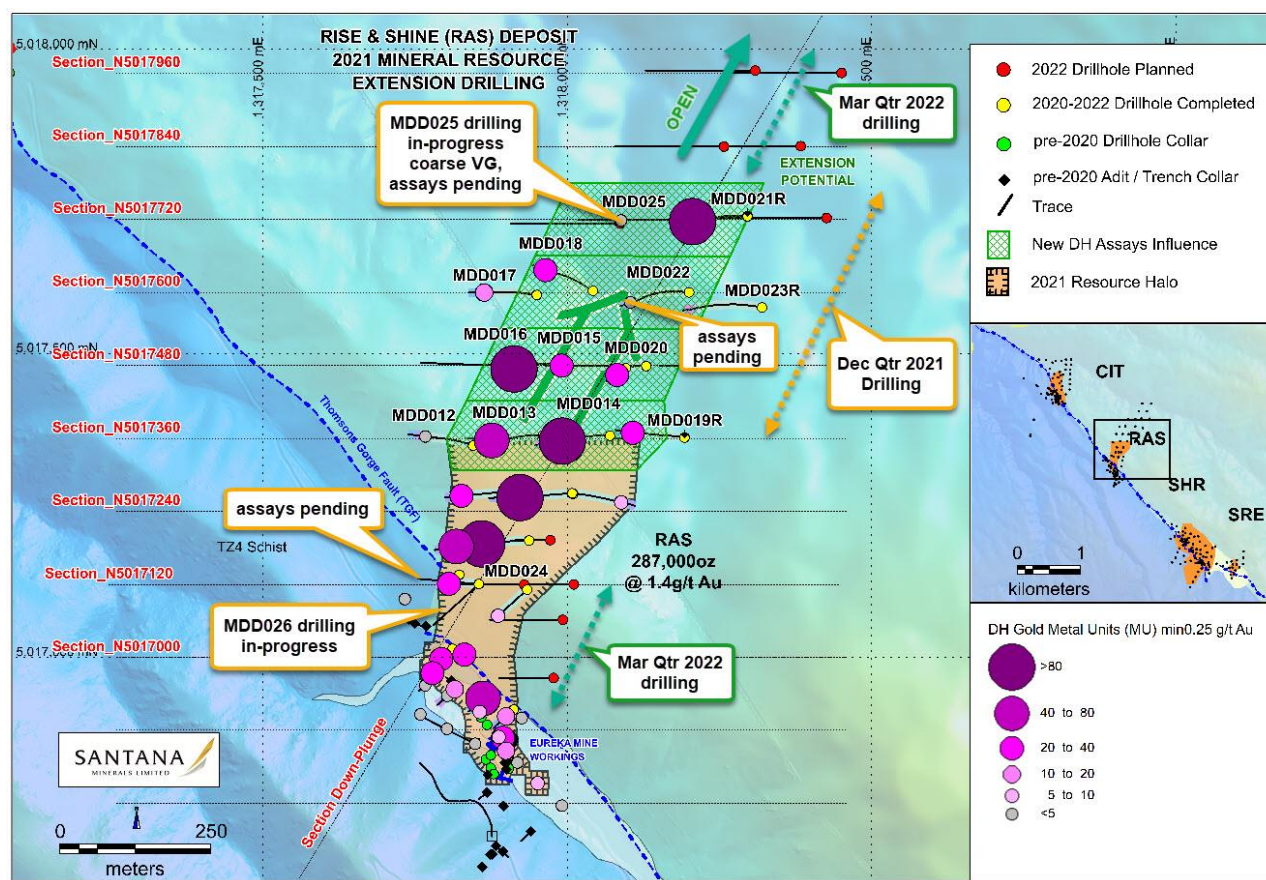 RISE & SHINE (RAS) DEPOSIT
2021 MINERAL RESOURCE
EXTENSION DRILLING
5,018,000 mN
1,317,500 mE
1,318,000 mE
500 mE
Section_N5017960
Section_N5017840
Section_N5017720
Section_N5017600
Section_N5017480
Section_N5017360
Section_N5017240
Section_N5017120
Section_N5017000
MDD025 drilling
in-progress
coarse VG,
assays pending
OPEN
Mar Qtr 2022
drilling
EXTENSION
POTENTIAL
MDD025
MDD021R
MDD018
MDD017
MDD022
MDD023R
MDD016
MDD015
MDD020
assays
pending
Dec Qtr 2021
Drilling
MDD012
MDD013
MDD014
MDD019R
Thomsons Gorge Fault (TGF)
assays pending
TZ4 Schist
RAS
287,000oz
@ 1.4g/t Au
MDD024
MDD026 drilling
in-progress
Mar Qtr 2022
drilling
EUREKA MINE
WORKINGS
Section Down-Plunge
SANTANA
MINERALS LIMITED
0 250
meters
2022 Drillhole Planned
2020-2022 Drillhole Completed
pre-2020 Drillhole Collar
pre-2020 Adit / Trench Collar
Trace
New DH Assays Influence
2021 Resource Halo
CIT
RAS
SHR
SRE
0 1
kilometers
DH Gold Metal Units (MU) min0.25 g/t Au
>80
40 to 80
20 to 40
10 to 20
5 to 10
<5